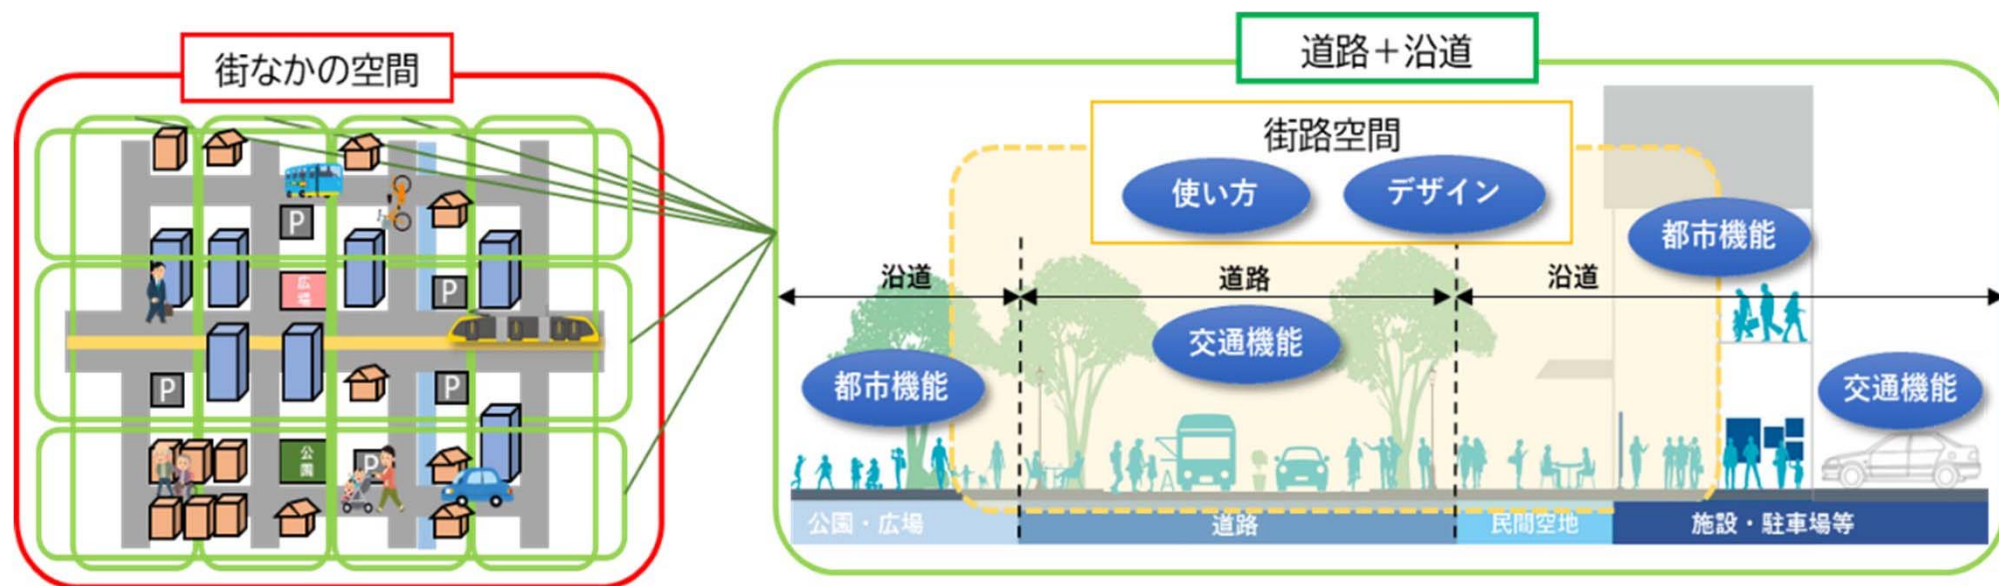 街なかの空間
P
広
場
P
P
P
公
園
P
道路＋沿道
街路空間
使い方
デザイン
都市機能
沿道
道路
沿道
交通機能
都市機能
交通機能
公園・広場
道路
民間空地
施設・駐車場等